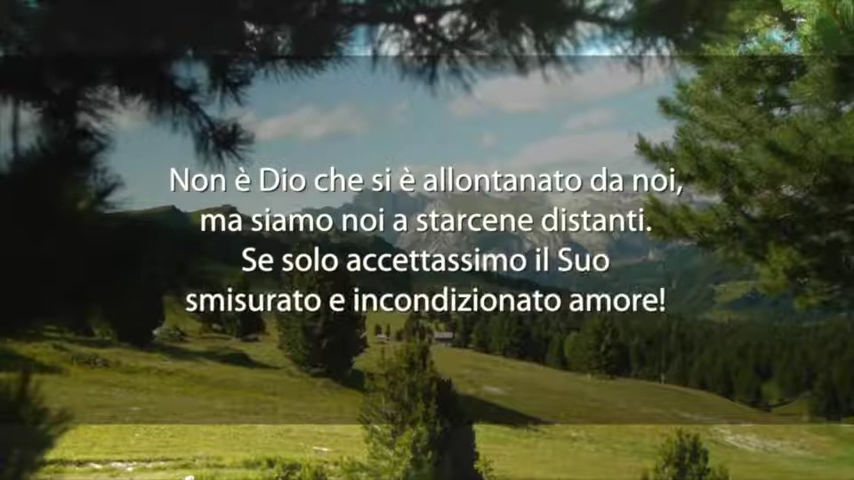 Non è Dio che si è allontanato da noi,
ma siamo noi a starcene distanti.
Se solo accettassimo il Suo
smisurato e incondizionato amore!